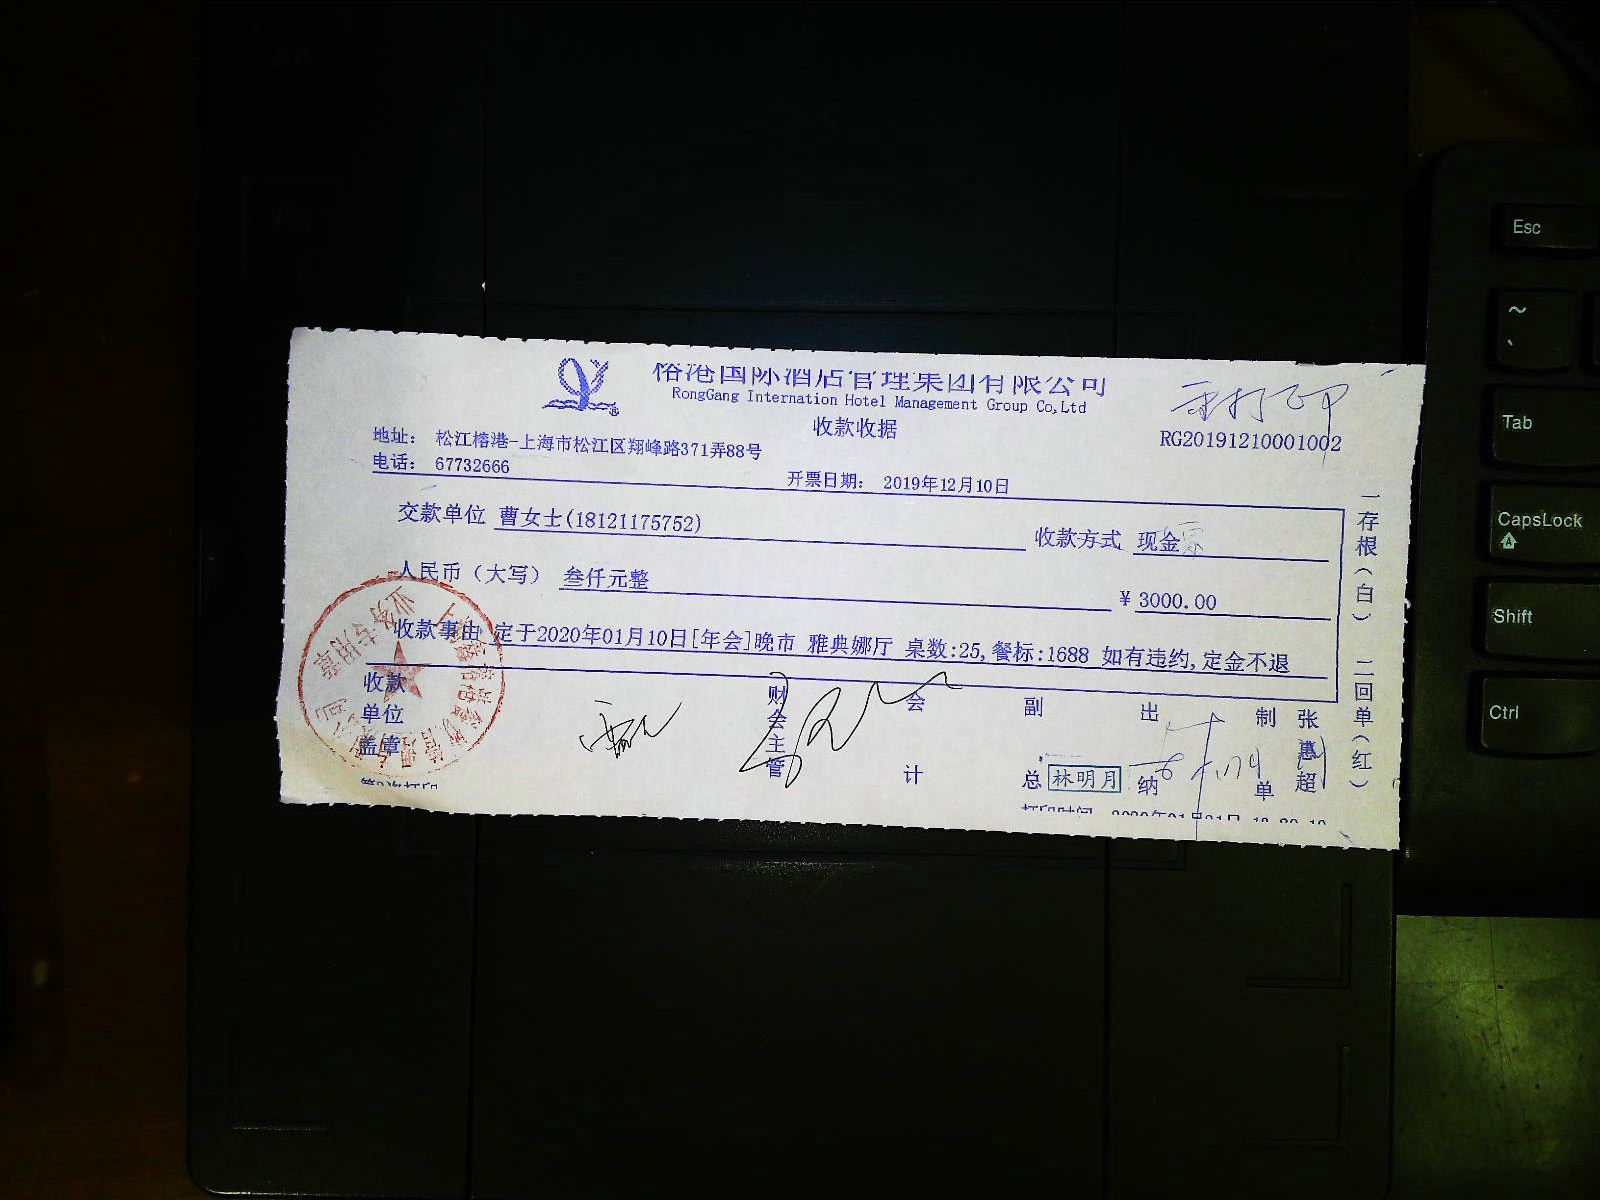 榕港国际酒店管理集团有限公司
RongGang Internation Hotel Management Group Co,Ltd
收款收据
RG20191210001002
地址： 松江榕港-上海市松江区翔峰路371弄88号
电话： 67732666
开票日期： 2019年12月10日
交款单位 曹女士(18121175752)
收款方式 现金
人民币（大写） 叁仟元整
¥ 3000.00
收款事由 定于2020年01月10日[年会]晚市 雅典娜厅 桌数:25,餐标:1688 如有违约,定金不退
收款单位盖章
财会主管
会计
副总 林明月
出纳
制单 张惠超
一存根（白） 二回单（红）
业务专用章
Esc
~
Tab
CapsLock
Shift
Ctrl